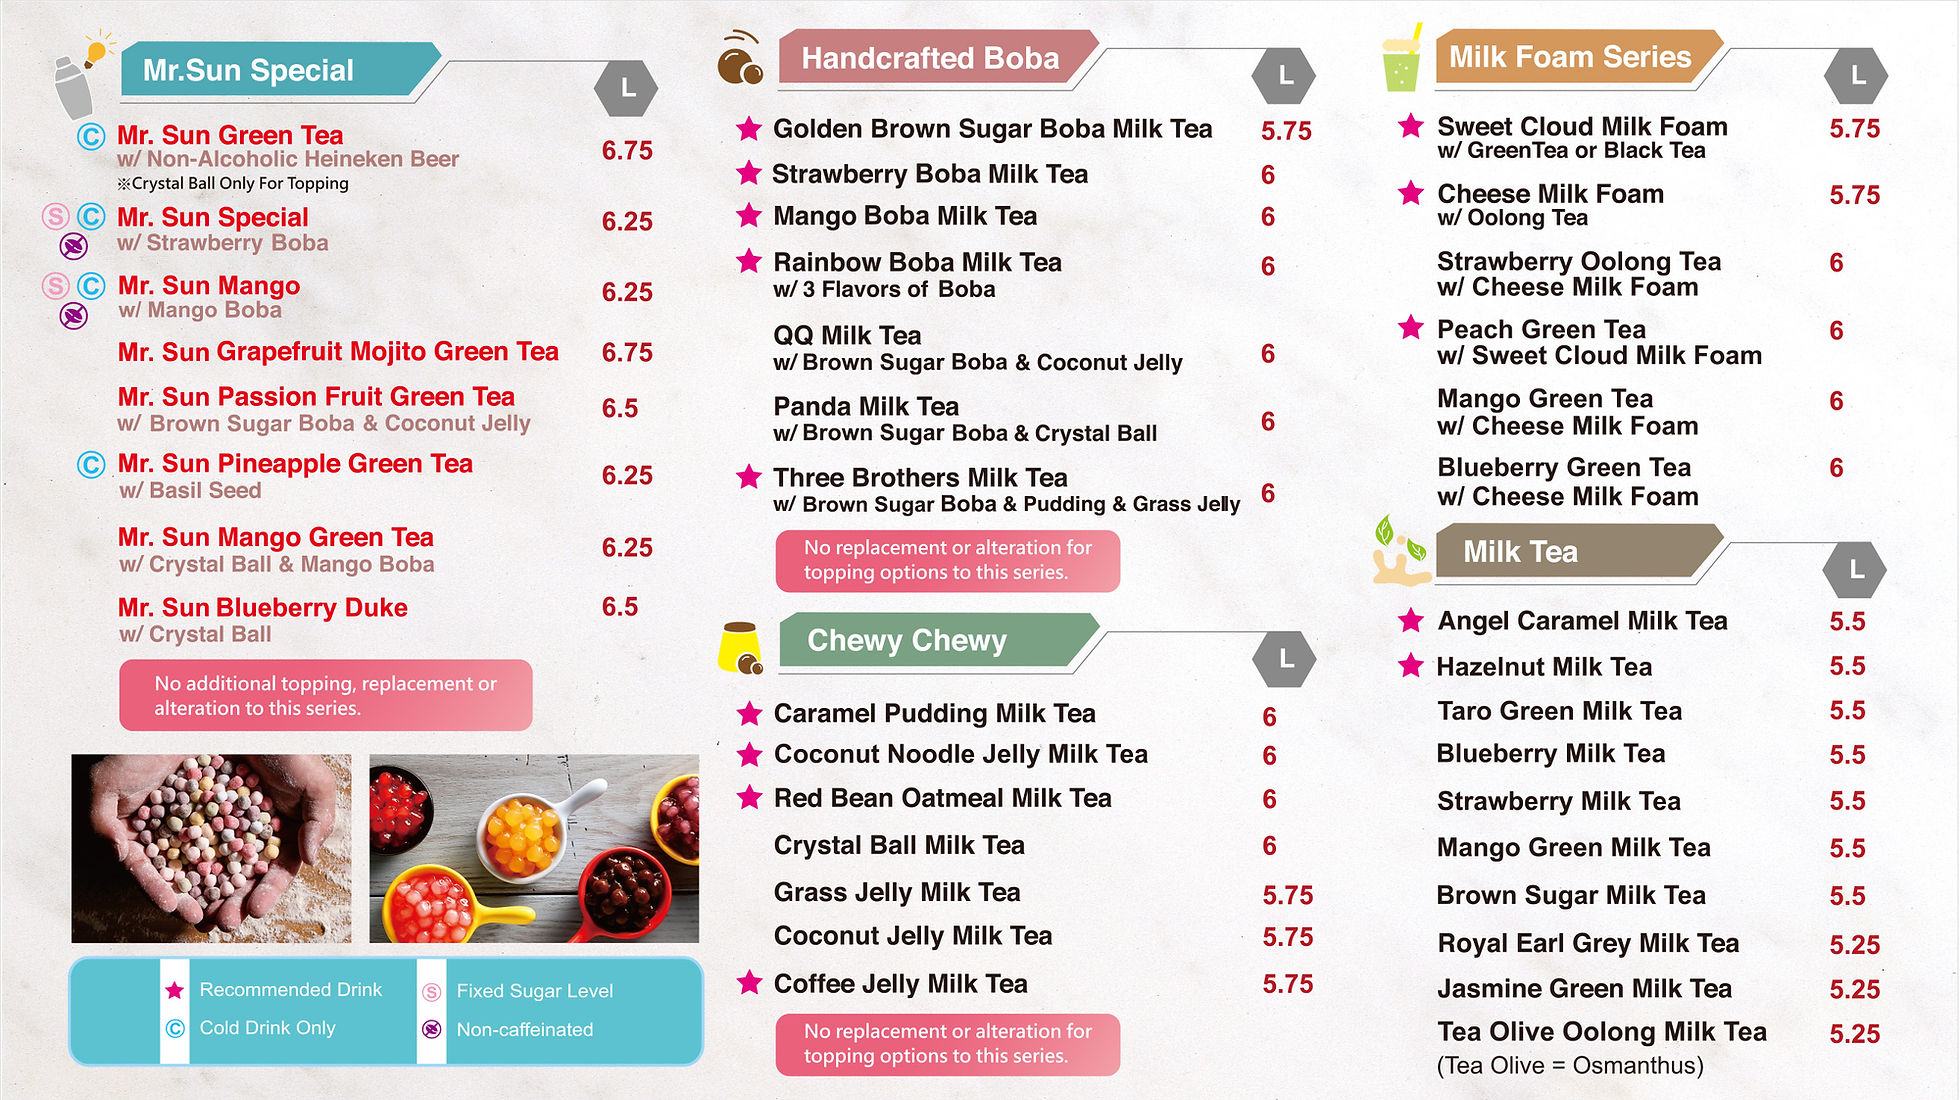 Mr.Sun Special
L
C Mr. Sun Green Tea
w/ Non-Alcoholic Heineken Beer
6.75
※Crystal Ball Only For Topping
S C Mr. Sun Special
6.25
w/ Strawberry Boba
S C Mr. Sun Mango
6.25
w/ Mango Boba
Mr. Sun Grapefruit Mojito Green Tea 6.75
Mr. Sun Passion Fruit Green Tea
6.5
w/ Brown Sugar Boba & Coconut Jelly
C Mr. Sun Pineapple Green Tea
6.25
w/ Basil Seed
Mr. Sun Mango Green Tea
6.25
w/ Crystal Ball & Mango Boba
Mr. Sun Blueberry Duke 6.5
w/ Crystal Ball
No additional topping, replacement or
alteration to this series.
Recommended Drink
S Fixed Sugar Level
C Cold Drink Only
Non-caffeinated
Handcrafted Boba
L
Golden Brown Sugar Boba Milk Tea 5.75
Strawberry Boba Milk Tea 6
Mango Boba Milk Tea 6
Rainbow Boba Milk Tea 6
w/ 3 Flavors of Boba
QQ Milk Tea
w/ Brown Sugar Boba & Coconut Jelly 6
Panda Milk Tea
w/ Brown Sugar Boba & Crystal Ball 6
Three Brothers Milk Tea
6
w/ Brown Sugar Boba & Pudding & Grass Jelly
No replacement or alteration for
topping options to this series.
Chewy Chewy
L
Caramel Pudding Milk Tea 6
Coconut Noodle Jelly Milk Tea 6
Red Bean Oatmeal Milk Tea 6
Crystal Ball Milk Tea 6
Grass Jelly Milk Tea 5.75
Coconut Jelly Milk Tea 5.75
Coffee Jelly Milk Tea 5.75
No replacement or alteration for
topping options to this series.
Milk Foam Series
L
Sweet Cloud Milk Foam 5.75
w/ GreenTea or Black Tea
Cheese Milk Foam 5.75
w/ Oolong Tea
Strawberry Oolong Tea 6
w/ Cheese Milk Foam
Peach Green Tea 6
w/ Sweet Cloud Milk Foam
Mango Green Tea 6
w/ Cheese Milk Foam
Blueberry Green Tea 6
w/ Cheese Milk Foam
Milk Tea
L
Angel Caramel Milk Tea 5.5
Hazelnut Milk Tea 5.5
Taro Green Milk Tea 5.5
Blueberry Milk Tea 5.5
Strawberry Milk Tea 5.5
Mango Green Milk Tea 5.5
Brown Sugar Milk Tea 5.5
Royal Earl Grey Milk Tea 5.25
Jasmine Green Milk Tea 5.25
Tea Olive Oolong Milk Tea 5.25
(Tea Olive = Osmanthus)